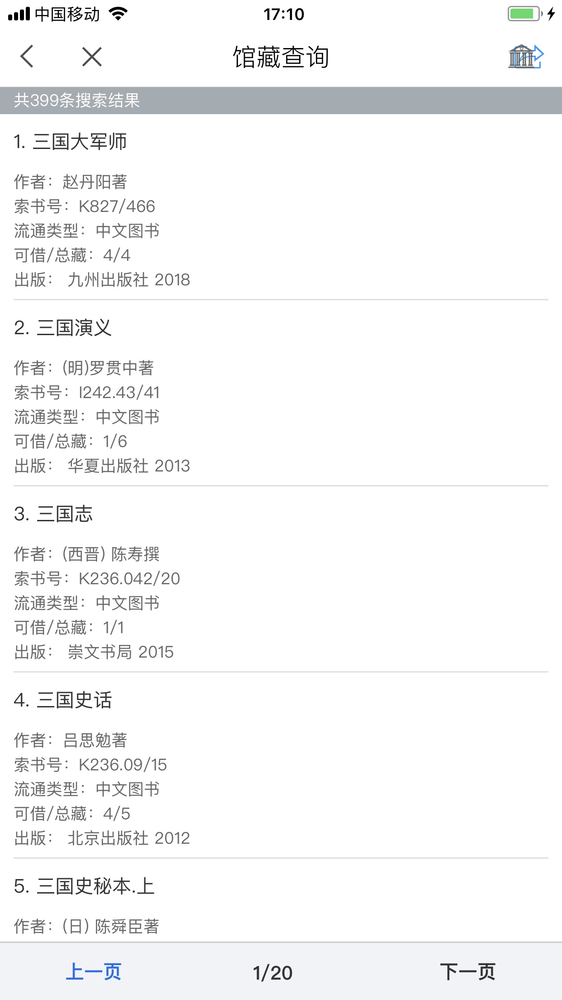 中国移动 17:10
馆藏查询
共399条搜索结果
1. 三国大军师
作者：赵丹阳著
索书号：K827/466
流通类型：中文图书
可借/总藏：4/4
出版： 九州出版社 2018
2. 三国演义
作者：(明)罗贯中著
索书号：I242.43/41
流通类型：中文图书
可借/总藏：1/6
出版： 华夏出版社 2013
3. 三国志
作者：(西晋) 陈寿撰
索书号：K236.042/20
流通类型：中文图书
可借/总藏：1/1
出版： 崇文书局 2015
4. 三国史话
作者：吕思勉著
索书号：K236.09/15
流通类型：中文图书
可借/总藏：4/5
出版： 北京出版社 2012
5. 三国史秘本.上
作者：(日) 陈舜臣著
上一页 1/20 下一页